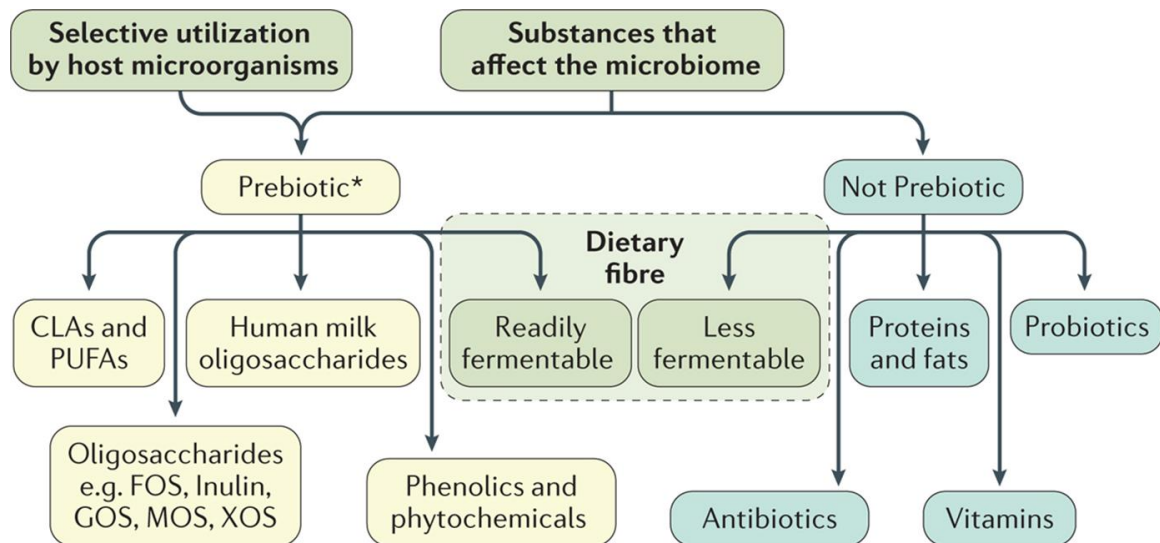 Selective utilization
by host microorganisms
Substances that
affect the microbiome
Prebiotic*
Not Prebiotic
Dietary
fibre
CLAs and
PUFAs
Human milk
oligosaccharides
Readily
fermentable
Less
fermentable
Proteins
and fats
Probiotics
Oligosaccharides
e.g. FOS, Inulin,
GOS, MOS, XOS
Phenolics and
phytochemicals
Antibiotics
Vitamins